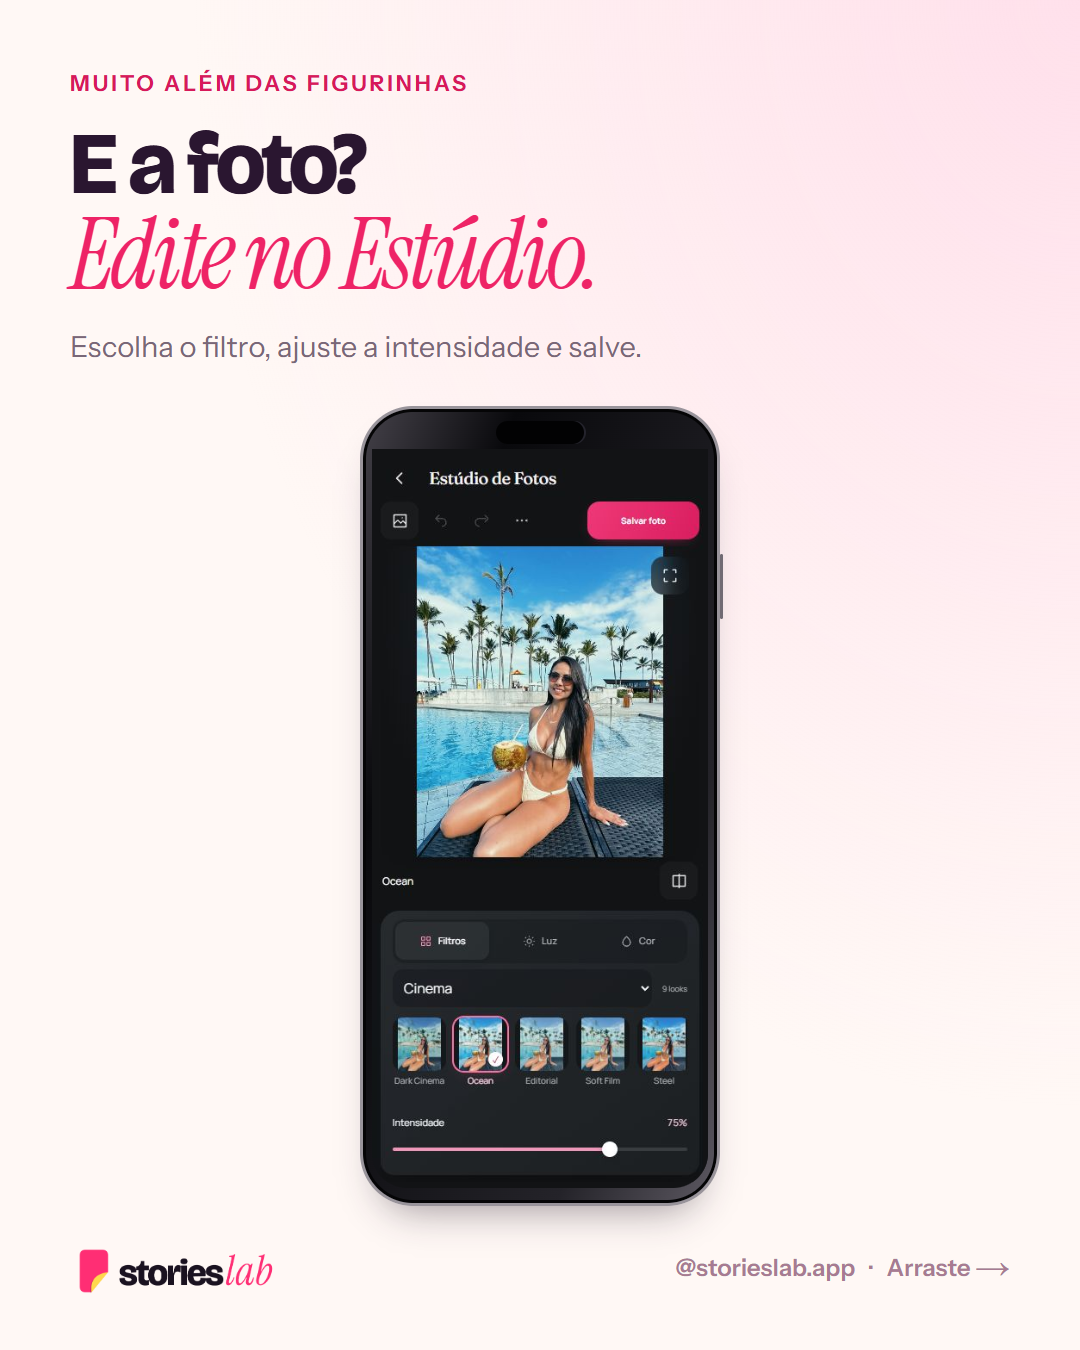 MUITO ALÉM DAS FIGURINHAS
E a foto?
Edite no Estúdio.
Escolha o filtro, ajuste a intensidade e salve.
Estúdio de Fotos
Salvar foto
Ocean
Filtros
Luz
Cor
Cinema
9 looks
Dark Cinema
Ocean
Editorial
Soft Film
Steel
Intensidade
75%
storieslab
@storieslab.app · Arraste →